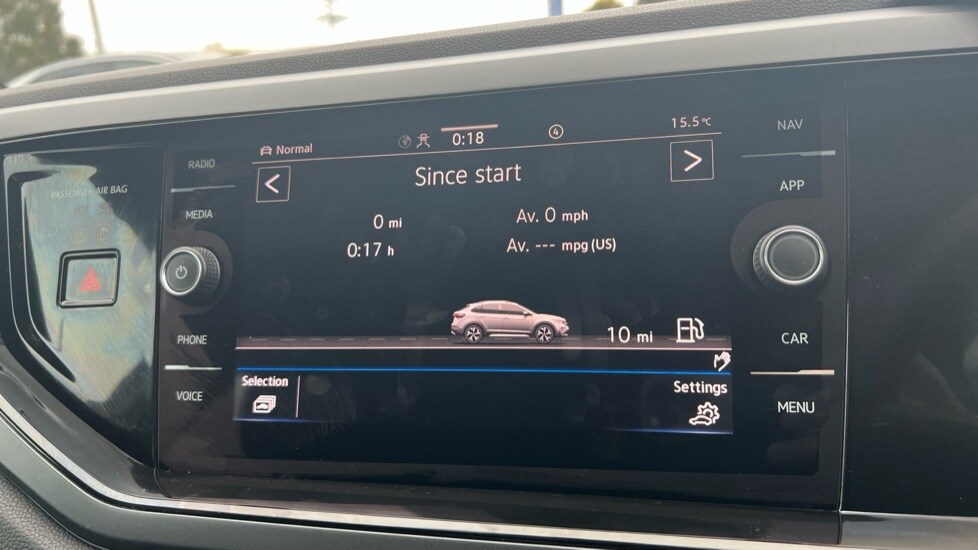 PASSENGER AIR BAG
RADIO
MEDIA
PHONE
VOICE
Normal
0:18
4
15.5 °C
< Since start >
0 mi
Av. 0 mph
0:17 h
Av. --- mpg (US)
10 mi
Selection
Settings
NAV
APP
CAR
MENU